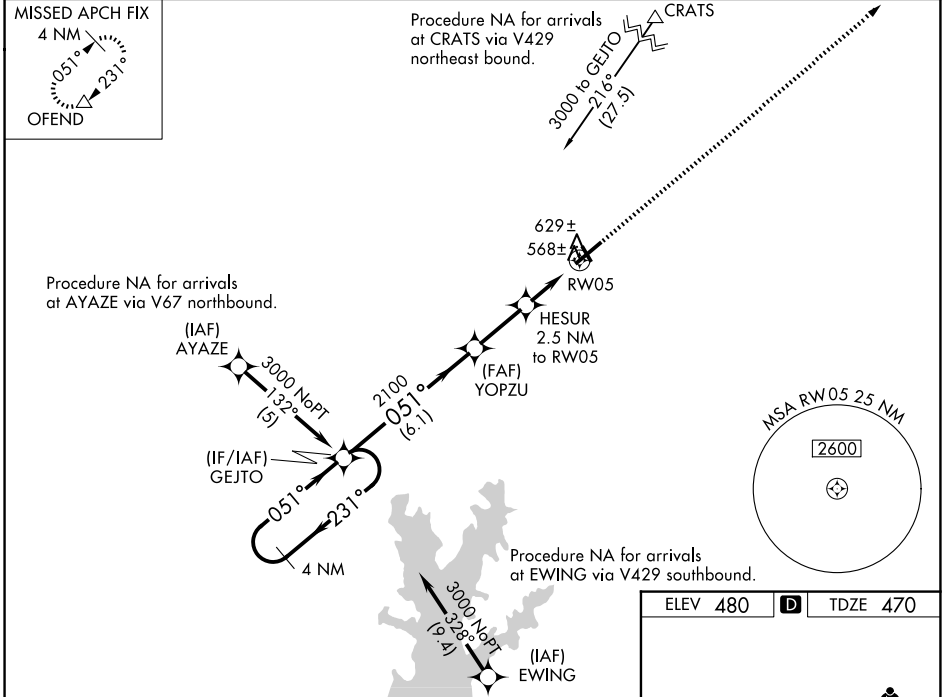 MISSED APCH FIX
4 NM
051°
231°
OFEND
Procedure NA for arrivals
at CRATS via V429
northeast bound.
CRATS
3000 to GEJTO
216°
(27.5)
629±
568±
RW05
HESUR
2.5 NM
to RW05
(FAF)
YOPZU
Procedure NA for arrivals
at AYAZE via V67 northbound.
(IAF)
AYAZE
3000 NoPT
132°
(5)
2100
051°
(6.1)
(IF/IAF)
GEJTO
051°
231°
4 NM
MSA RW05 25 NM
2600
Procedure NA for arrivals
at EWING via V429 southbound.
3000 NoPT
328°
(9.4)
(IAF)
EWING
ELEV 480 D TDZE 470